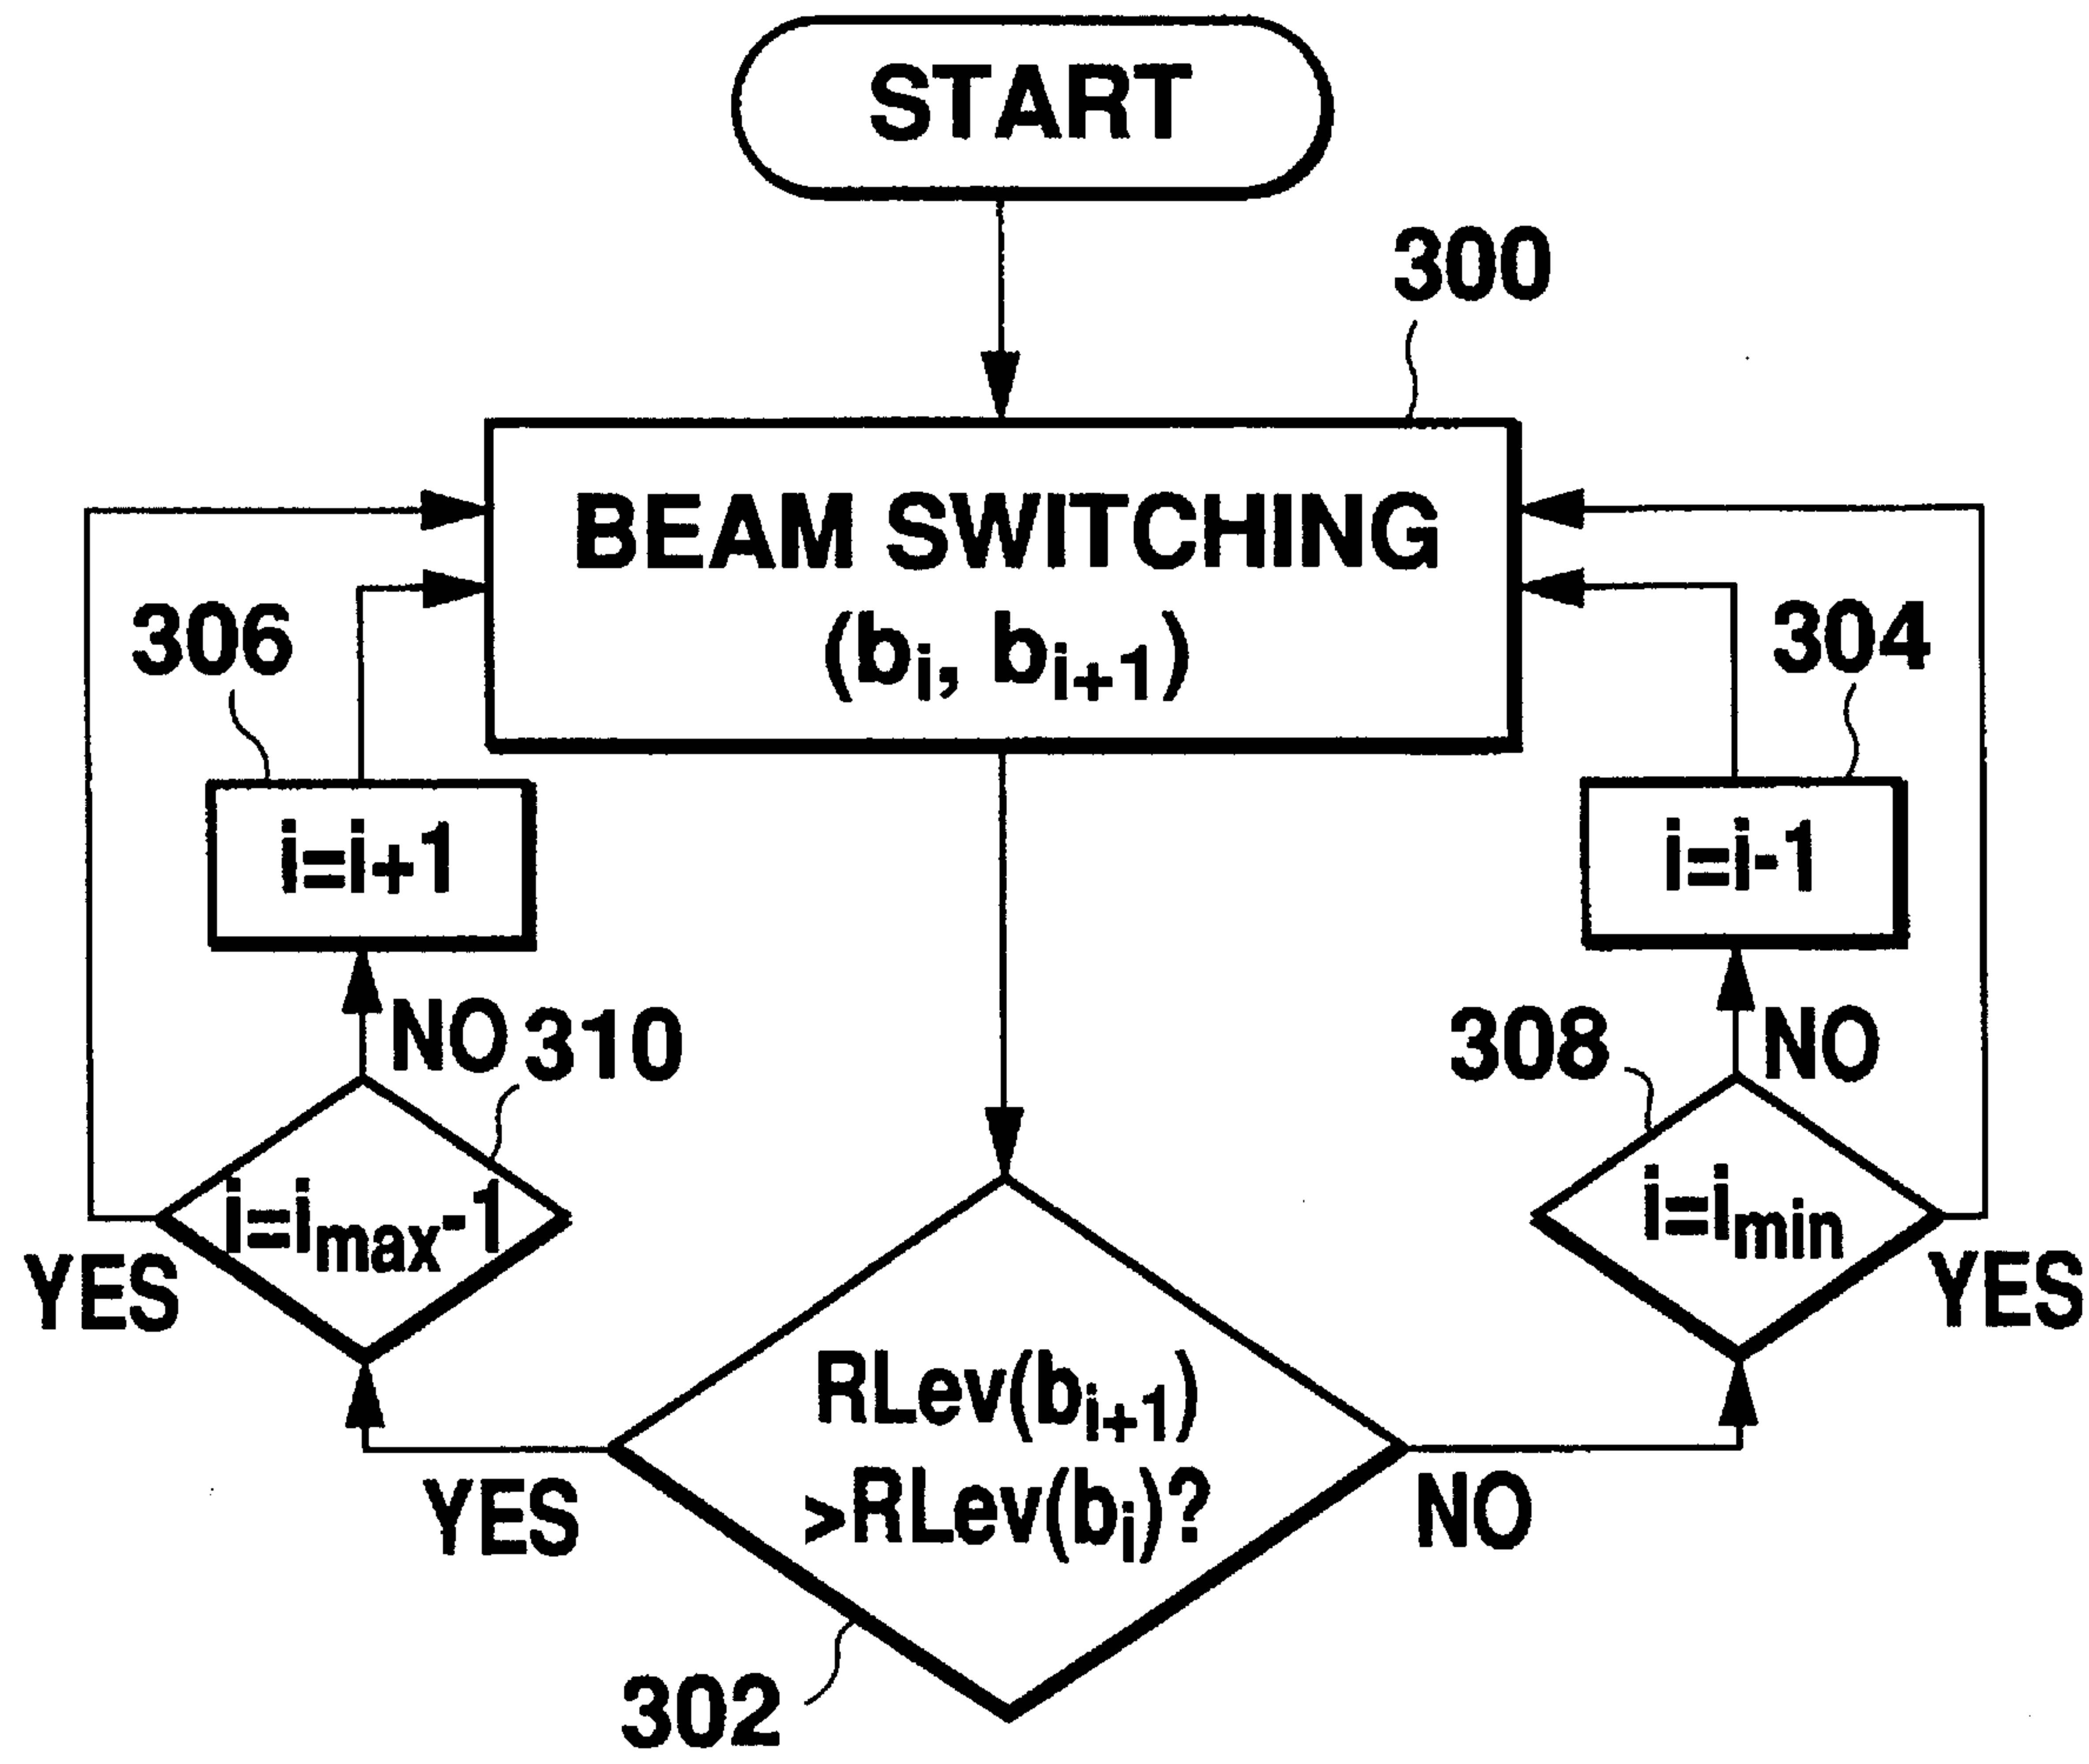 START
300
BEAM SWITCHING
(bi, bi+1)
306
304
i=i+1
i=i-1
NO
310
308
NO
i=imax-1
i=imin
YES
YES
RLev(bi+1)
>RLev(bi)?
YES
NO
302